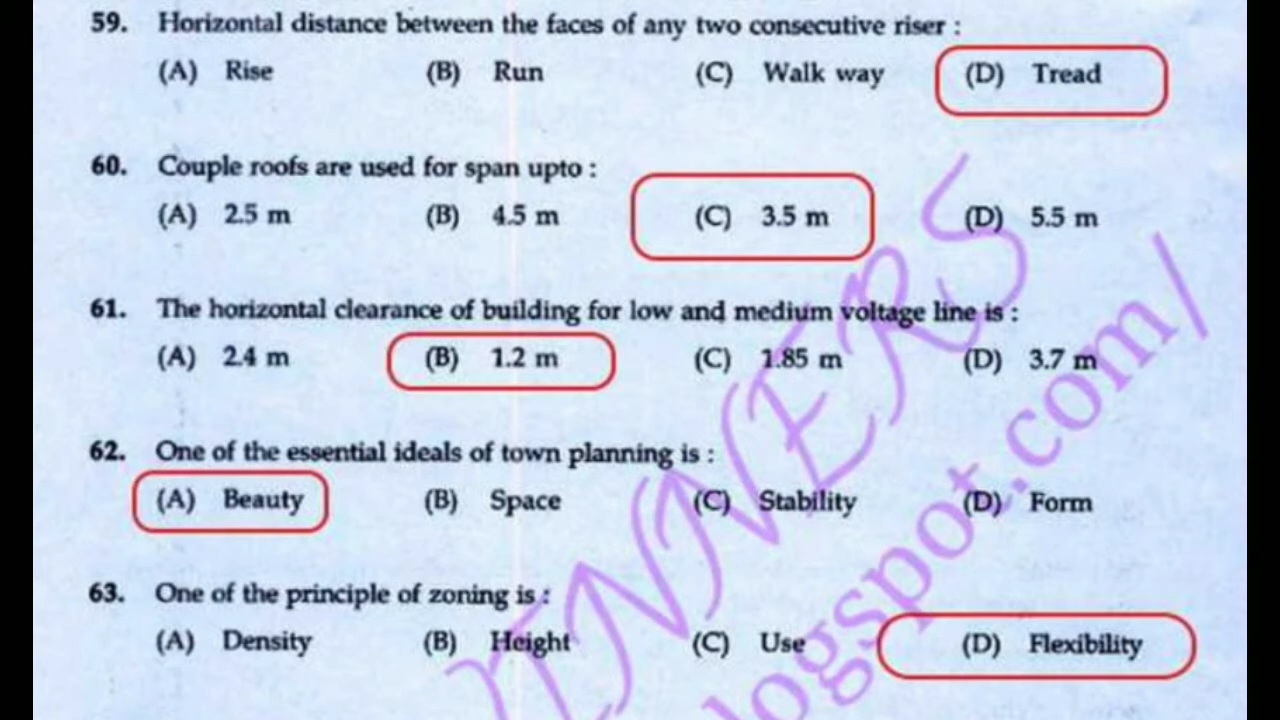 59. Horizontal distance between the faces of any two consecutive riser :
(A) Rise (B) Run (C) Walk way (D) Tread
60. Couple roofs are used for span upto :
(A) 2.5 m (B) 4.5 m (C) 3.5 m (D) 5.5 m
61. The horizontal clearance of building for low and medium voltage line is :
(A) 2.4 m (B) 1.2 m (C) 1.85 m (D) 3.7 m
62. One of the essential ideals of town planning is :
(A) Beauty (B) Space (C) Stability (D) Form
63. One of the principle of zoning is :
(A) Density (B) Height (C) Use (D) Flexibility